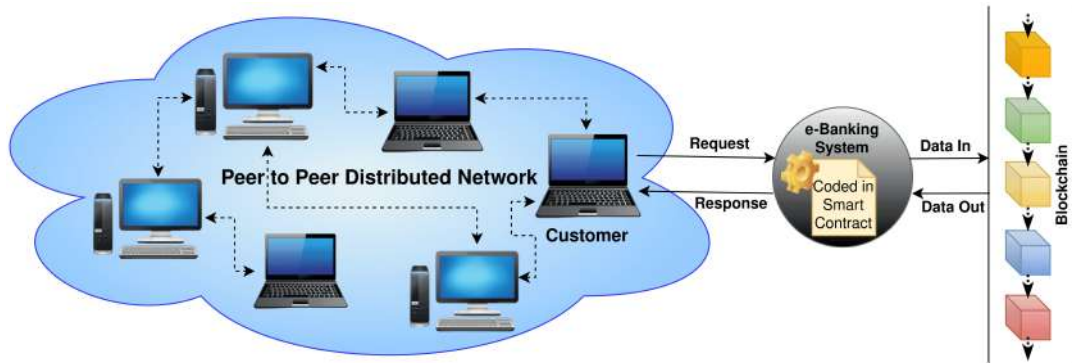 Peer to Peer Distributed Network
Customer
Request
Response
e-Banking
System
Coded in
Smart
Contract
Data In
Data Out
Blockchain